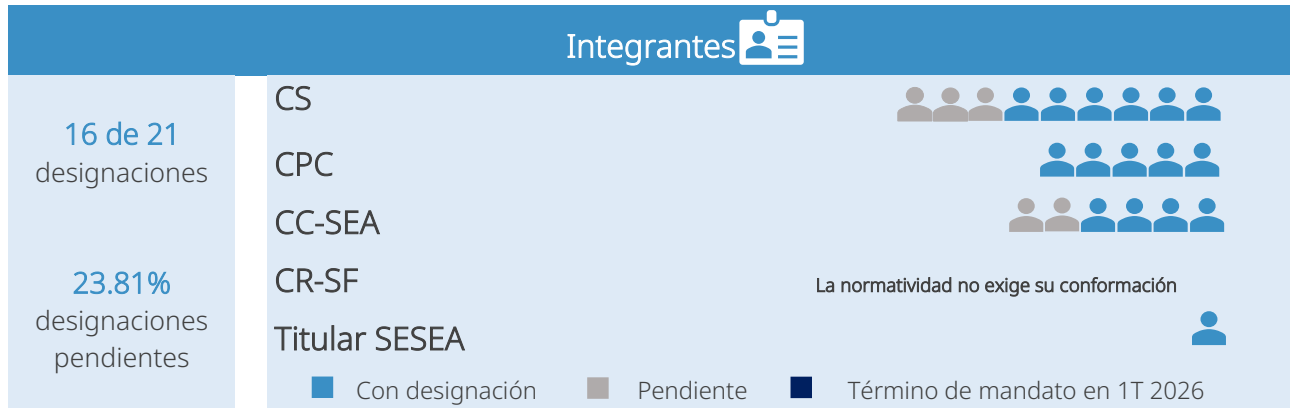 Integrantes
16 de 21
designaciones
23.81%
designaciones
pendientes
CS
CPC
CC-SEA
CR-SF
La normatividad no exige su conformación
Titular SESEA
Con designación
Pendiente
Término de mandato en 1T 2026